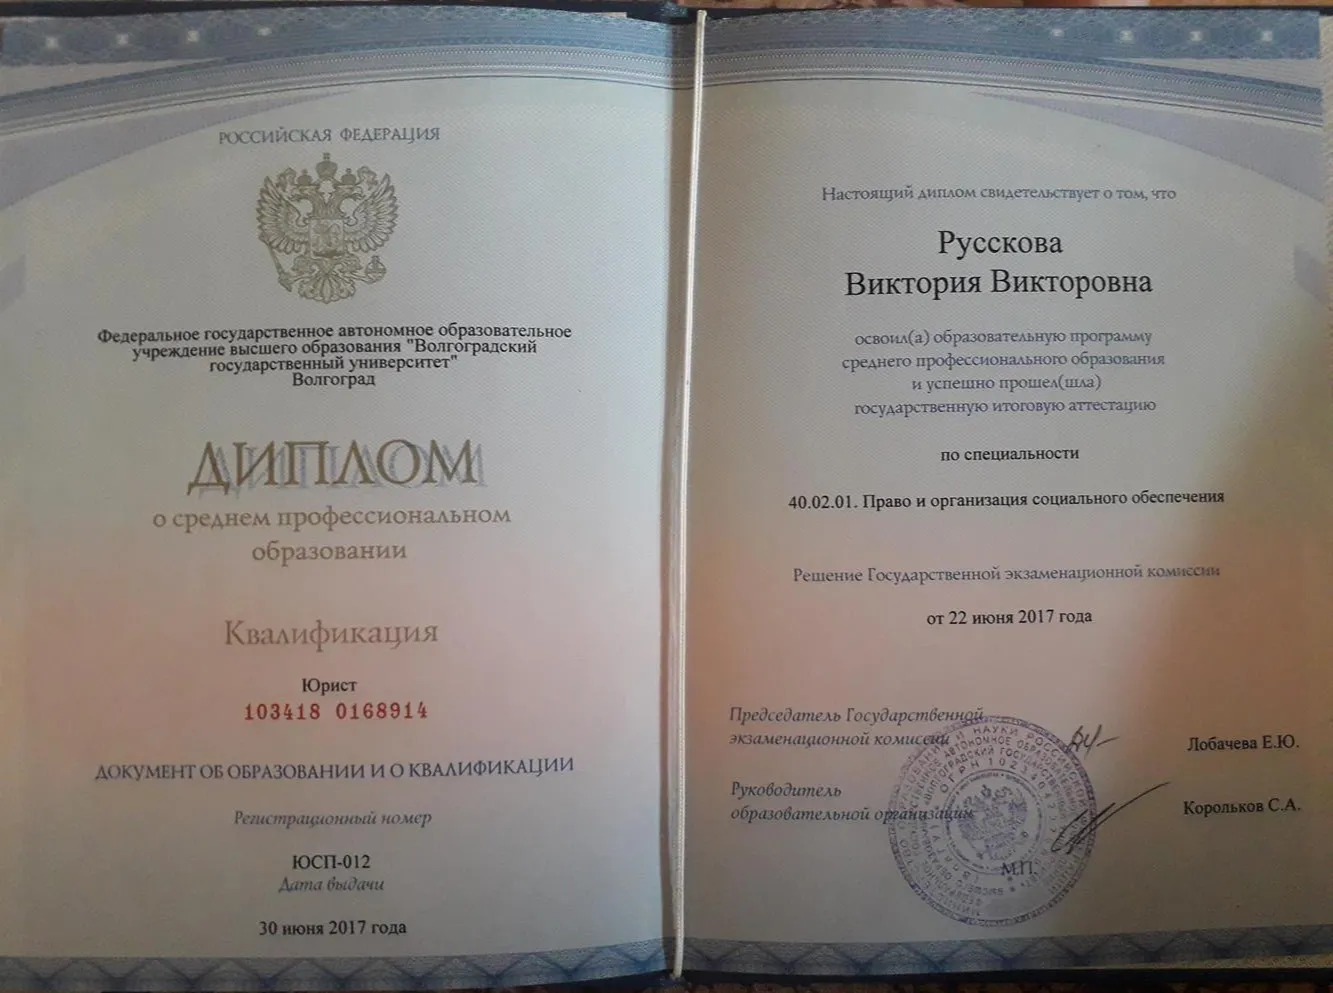 РОССИЙСКАЯ ФЕДЕРАЦИЯ
Федеральное государственное автономное образовательное
учреждение высшего образования "Волгоградский
государственный университет"
Волгоград
ДИПЛОМ
о среднем профессиональном
образовании
Квалификация
Юрист
103418 0168914
ДОКУМЕНТ ОБ ОБРАЗОВАНИИ И О КВАЛИФИКАЦИИ
Регистрационный номер
ЮСП-012
Дата выдачи
30 июня 2017 года
Настоящий диплом свидетельствует о том, что
Русскова
Виктория Викторовна
освоил(а) образовательную программу
среднего профессионального образования
и успешно прошел(шла)
государственную итоговую аттестацию
по специальности
40.02.01. Право и организация социального обеспечения
Решение Государственной экзаменационной комиссии
от 22 июня 2017 года
Председатель Государственной
экзаменационной комиссии
Лобачева Е.Ю.
Руководитель
образовательной организации
Корольков С.А.
М.П.